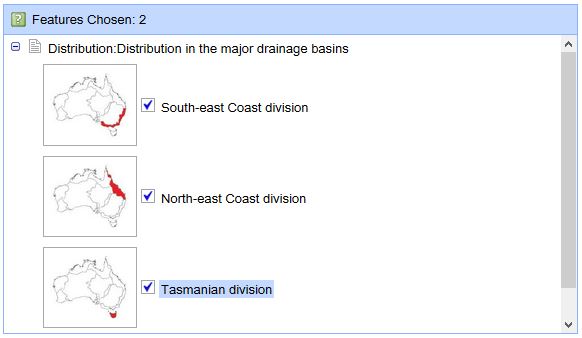 Features Chosen: 2
Distribution:Distribution in the major drainage basins
South-east Coast division
North-east Coast division
Tasmanian division